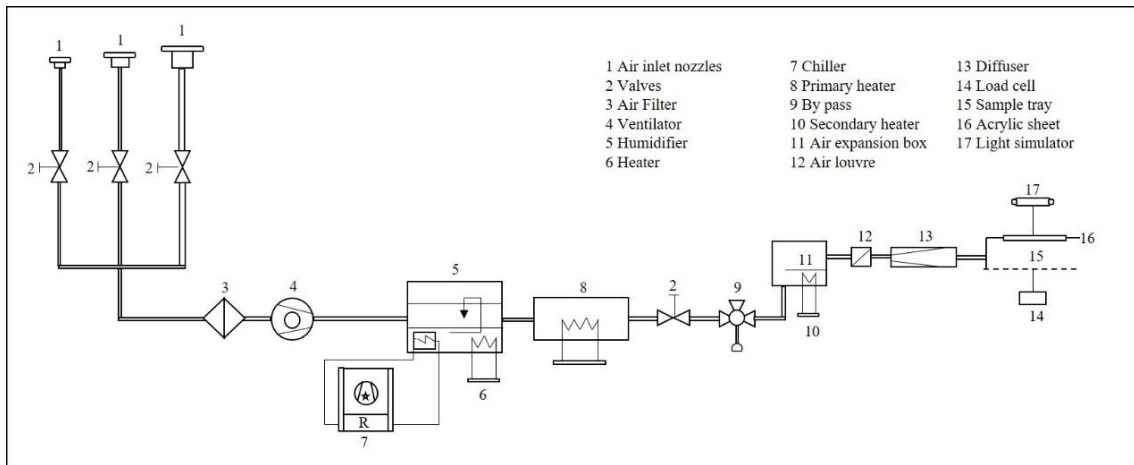 1 1 1
1 Air inlet nozzles
2 Valves
3 Air Filter
4 Ventilator
5 Humidifier
6 Heater
7 Chiller
8 Primary heater
9 By pass
10 Secondary heater
11 Air expansion box
12 Air louvre
13 Diffuser
14 Load cell
15 Sample tray
16 Acrylic sheet
17 Light simulator
2 2 2
17
12 13 16
11 15
5 8 2 9
3 4
14
10
6
R
7